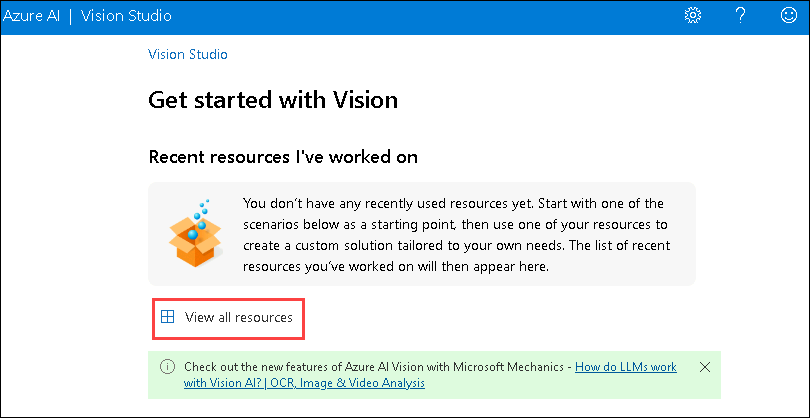 Azure AI | Vision Studio
Vision Studio
Get started with Vision
Recent resources I've worked on
You don't have any recently used resources yet. Start with one of the
scenarios below as a starting point, then use one of your resources to
create a custom solution tailored to your own needs. The list of recent
resources you've worked on will then appear here.
View all resources
Check out the new features of Azure AI Vision with Microsoft Mechanics - How do LLMs work
with Vision AI? | OCR, Image & Video Analysis